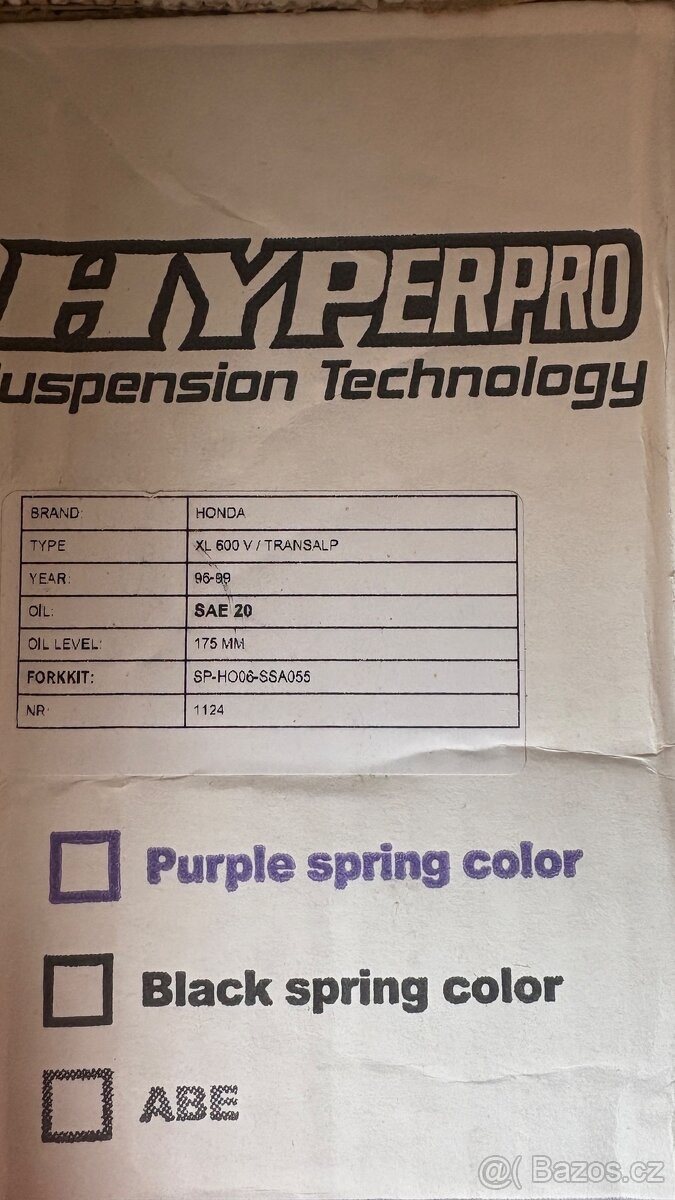 HYPERPRO
Suspension Technology
BRAND: HONDA
TYPE XL 600 V / TRANSALP
YEAR: 96-99
OIL: SAE 20
OIL LEVEL: 175 MM
FORKKIT: SP-HO06-SSA055
NR 1124
Purple spring color
Black spring color
ABE
@( Bazos.cz